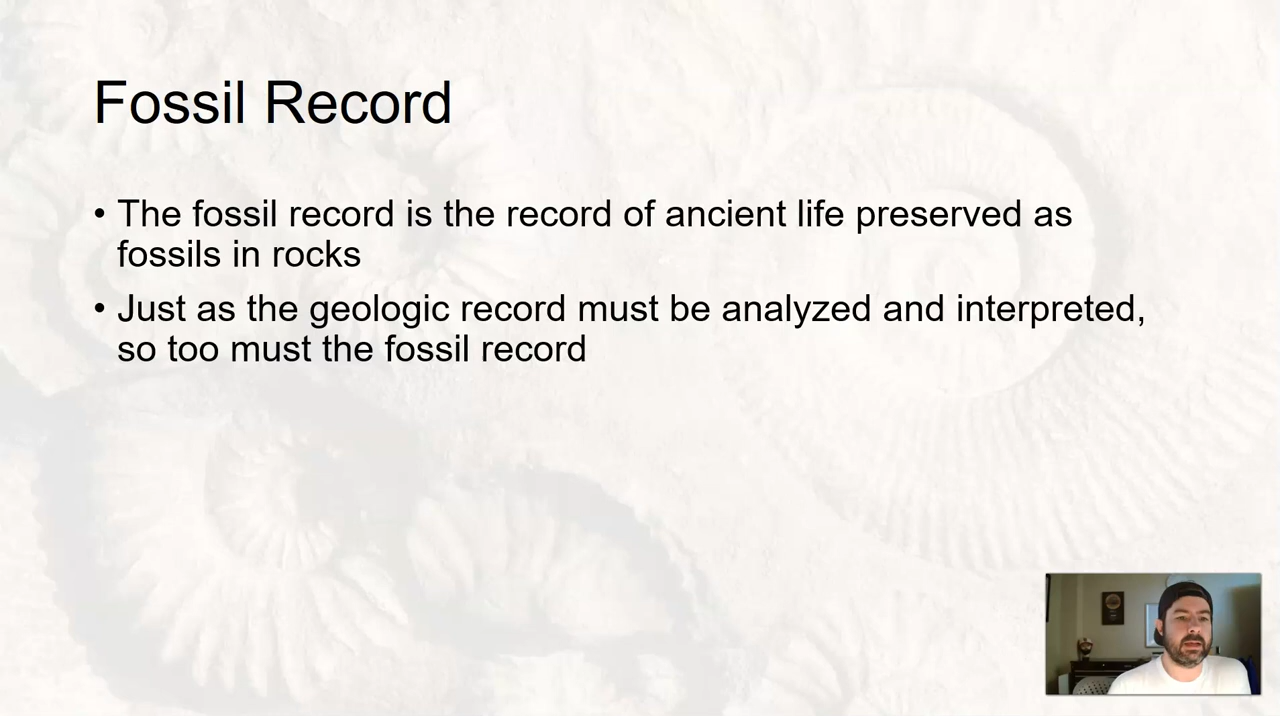 Fossil Record
• The fossil record is the record of ancient life preserved as
fossils in rocks
• Just as the geologic record must be analyzed and interpreted,
so too must the fossil record